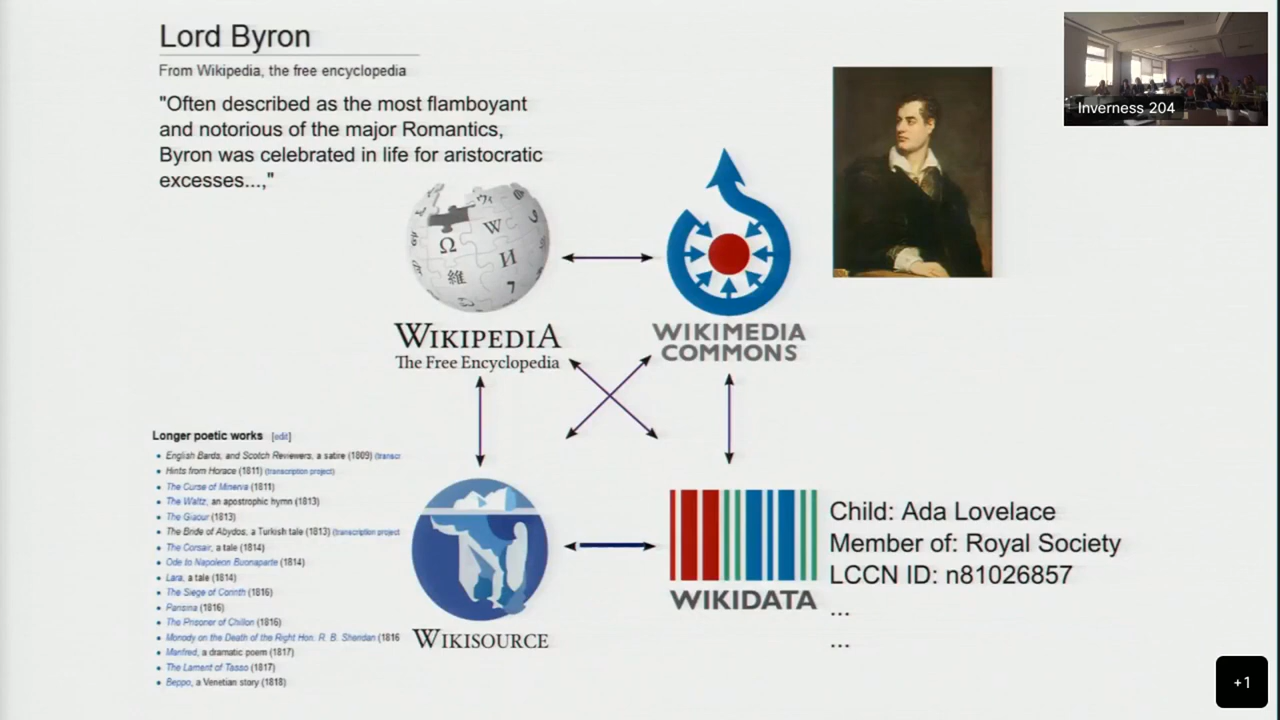 Lord Byron
From Wikipedia, the free encyclopedia
"Often described as the most flamboyant
and notorious of the major Romantics,
Byron was celebrated in life for aristocratic
excesses...,"
Inverness 204
Ω W И 維 7
WIKIPEDIA
The Free Encyclopedia
WIKIMEDIA
COMMONS
Longer poetic works [edit]
English Bards, and Scotch Reviewers, a satire (1809) (transcr
Hints from Horace (1811) (transcription project)
The Curse of Minerva (1811)
The Waltz, an apostrophic hymn (1813)
The Giaour (1813)
The Bride of Abydos, a Turkish tale (1813) (transcription project
The Corsair, a tale (1814)
Ode to Napoleon Buonaparte (1814)
Lara, a tale (1814)
The Siege of Corinth (1816)
Parisina (1816)
The Prisoner of Chillon (1816)
Monody on the Death of the Right Hon. R. B. Sheridan (1816
Manfred, a dramatic poem (1817)
The Lament of Tasso (1817)
Beppo, a Venetian story (1818)
WIKISOURCE
WIKIDATA
Child: Ada Lovelace
Member of: Royal Society
LCCN ID: n81026857
...
...
+1